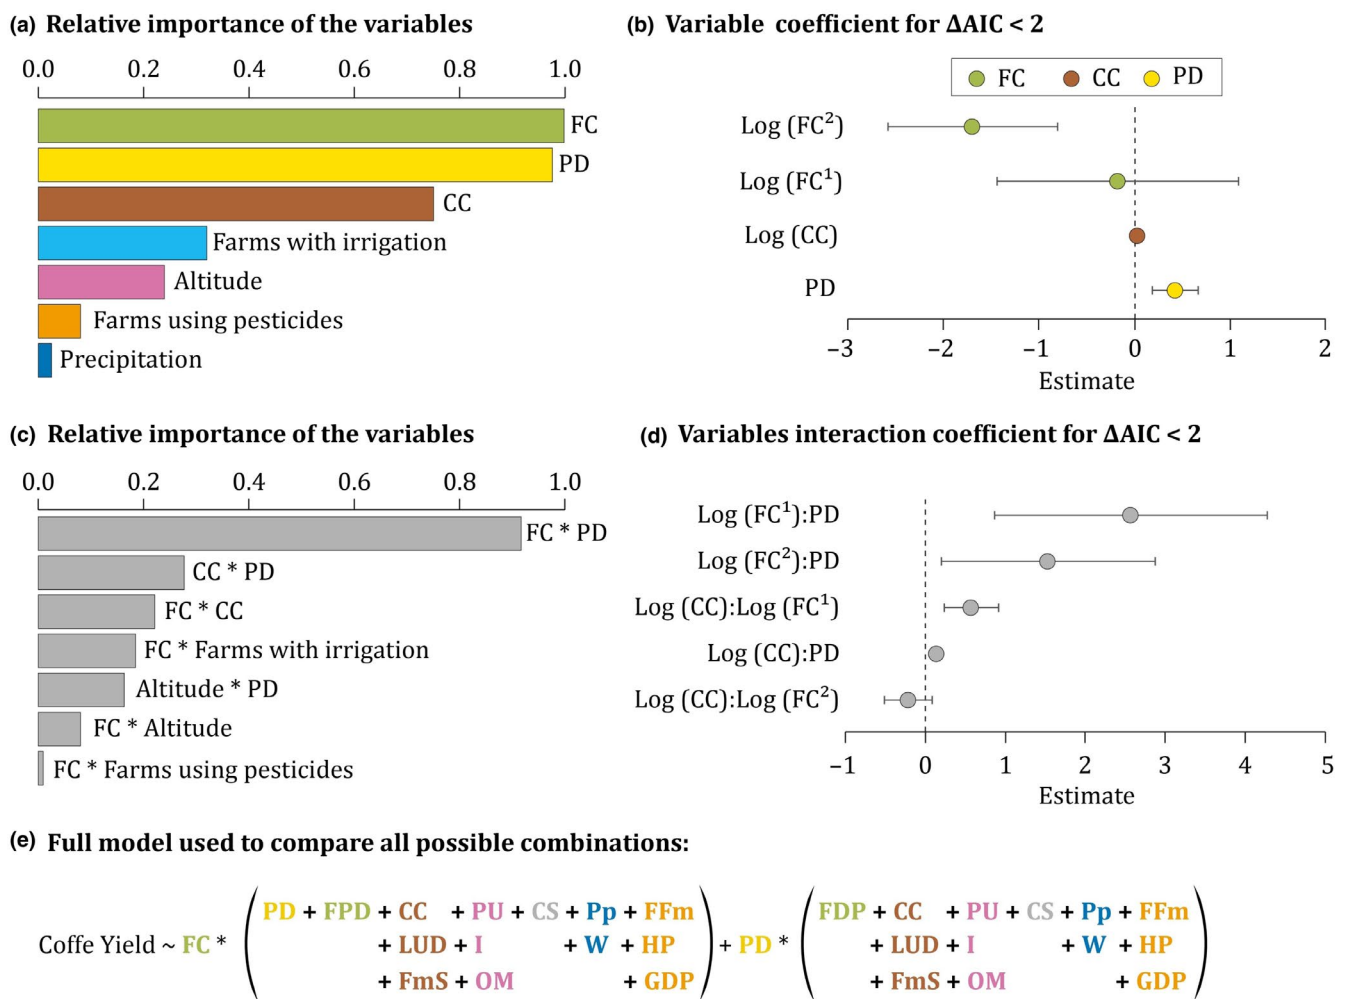 (a) Relative importance of the variables
0.0 0.2 0.4 0.6 0.8 1.0
FC
PD
CC
Farms with irrigation
Altitude
Farms using pesticides
Precipitation
(b) Variable coefficient for ΔAIC < 2
FC CC PD
Log (FC²)
Log (FC¹)
Log (CC)
PD
−3 −2 −1 0 1 2
Estimate
(c) Relative importance of the variables
0.0 0.2 0.4 0.6 0.8 1.0
FC * PD
CC * PD
FC * CC
FC * Farms with irrigation
Altitude * PD
FC * Altitude
FC * Farms using pesticides
(d) Variables interaction coefficient for ΔAIC < 2
Log (FC¹):PD
Log (FC²):PD
Log (CC):Log (FC¹)
Log (CC):PD
Log (CC):Log (FC²)
−1 0 1 2 3 4 5
Estimate
(e) Full model used to compare all possible combinations:
PD + FPD + CC + PU + CS + Pp + FFm FDP + CC + PU + CS + Pp + FFm
Coffe Yield ~ FC * ( + LUD + I + W + HP ) + PD * ( + LUD + I + W + HP )
+ FmS + OM + GDP + FmS + OM + GDP